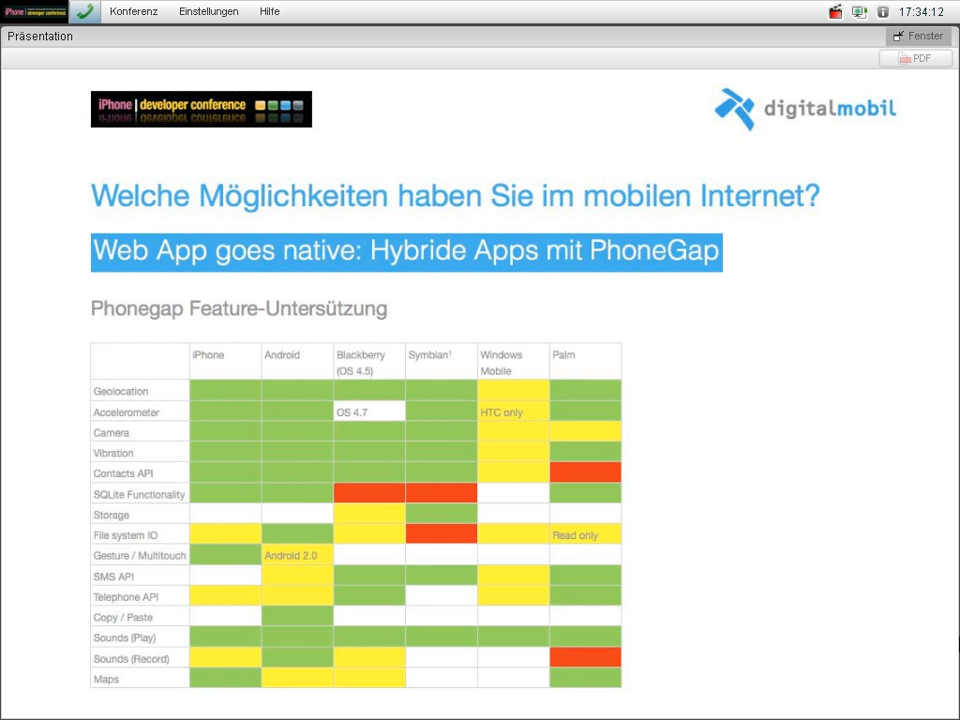 iPhone | developer conference
Konferenz
Einstellungen
Hilfe
17:34:12
Präsentation
Fenster
PDF
iPhone | developer conference
digitalmobil
Welche Möglichkeiten haben Sie im mobilen Internet?
Web App goes native: Hybride Apps mit PhoneGap
Phonegap Feature-Untersützung
iPhone Android Blackberry Symbian¹ Windows Palm
(OS 4.5) Mobile
Geolocation
Accelerometer OS 4.7 HTC only
Camera
Vibration
Contacts API
SQLite Functionality
Storage
File system IO Read only
Gesture / Multitouch Android 2.0
SMS API
Telephone API
Copy / Paste
Sounds (Play)
Sounds (Record)
Maps